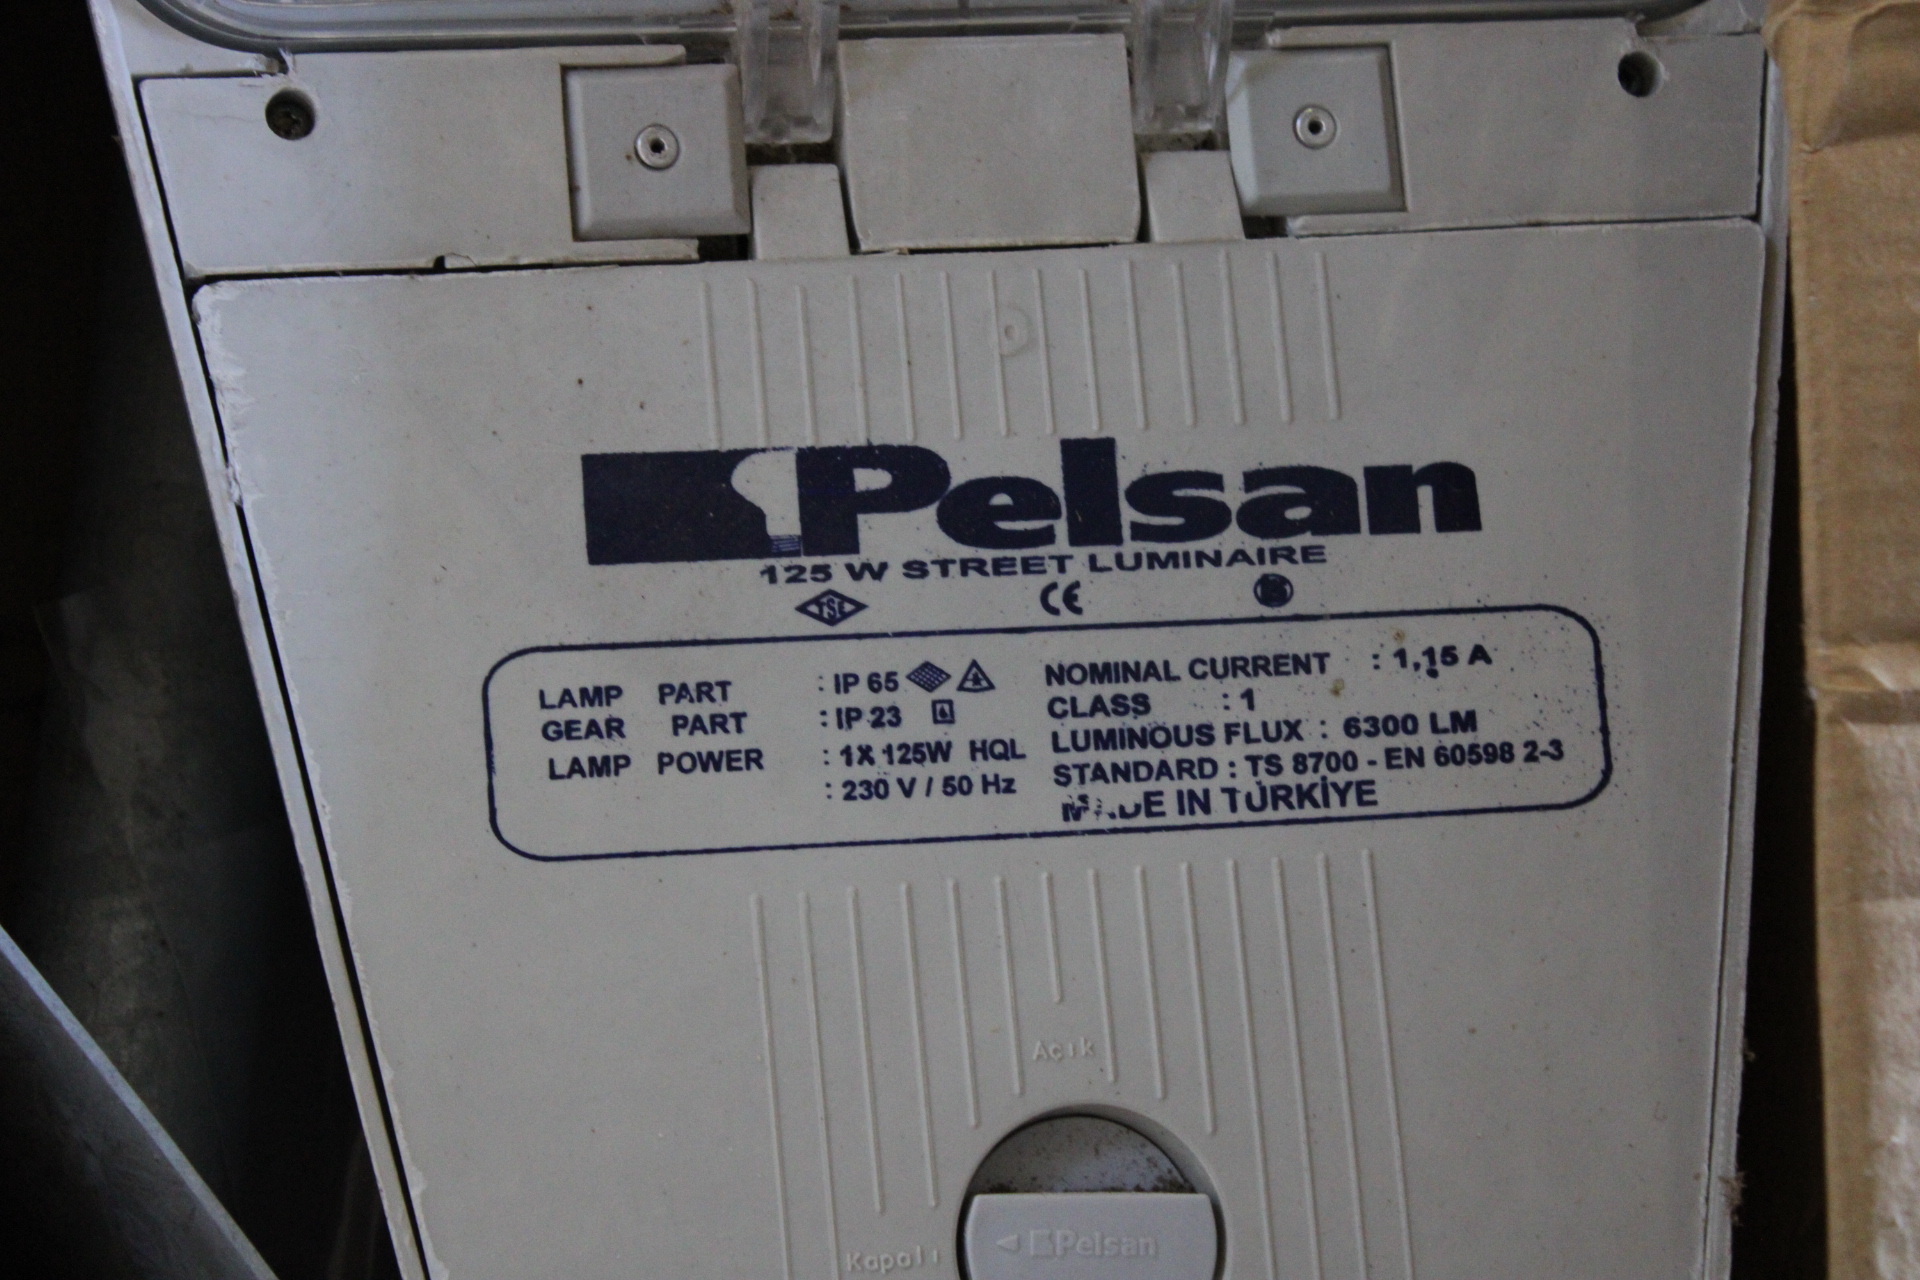 Pelsan
125 W STREET LUMINAIRE
TSE CE
LAMP PART : IP 65
GEAR PART : IP 23
LAMP POWER : 1X 125W HQL
: 230 V / 50 Hz
NOMINAL CURRENT : 1,15 A
CLASS : 1
LUMINOUS FLUX : 6300 LM
STANDARD : TS 8700 - EN 60598 2-3
MADE IN TÜRKİYE
Açık
Kapalı
Pelsan